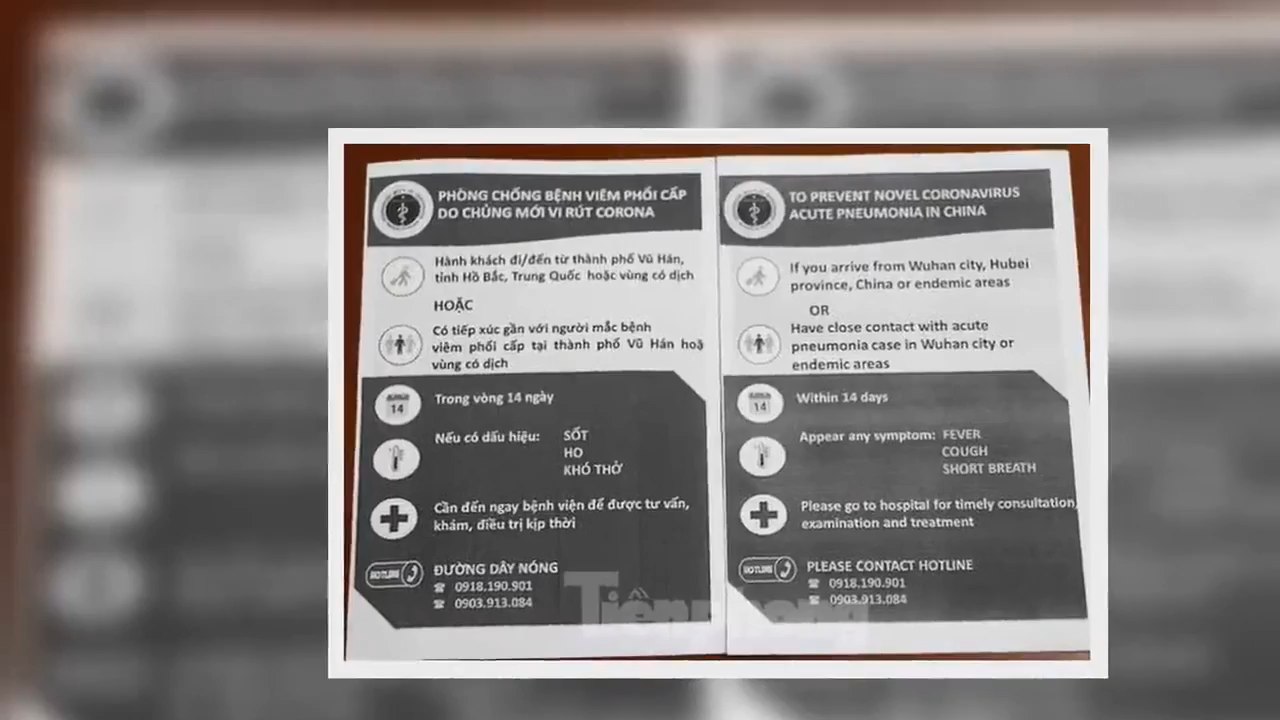 PHÒNG CHỐNG BỆNH VIÊM PHỔI CẤP
DO CHỦNG MỚI VI RÚT CORONA
Hành khách đi/đến từ thành phố Vũ Hán,
tỉnh Hồ Bắc, Trung Quốc hoặc vùng có dịch
HOẶC
Có tiếp xúc gần với người mắc bệnh
viêm phổi cấp tại thành phố Vũ Hán hoặ
vùng có dịch
14
Trong vòng 14 ngày
Nếu có dấu hiệu: SỐT
HO
KHÓ THỞ
Cần đến ngay bệnh viện để được tư vấn,
khám, điều trị kịp thời
HOTLINE
ĐƯỜNG DÂY NÓNG
0918.190.901
0903.913.084
TO PREVENT NOVEL CORONAVIRUS
ACUTE PNEUMONIA IN CHINA
If you arrive from Wuhan city, Hubei
province, China or endemic areas
OR
Have close contact with acute
pneumonia case in Wuhan city or
endemic areas
14
Within 14 days
Appear any symptom: FEVER
COUGH
SHORT BREATH
Please go to hospital for timely consultation,
examination and treatment
HOTLINE
PLEASE CONTACT HOTLINE
0918.190.901
0903.913.084
Tiền phong